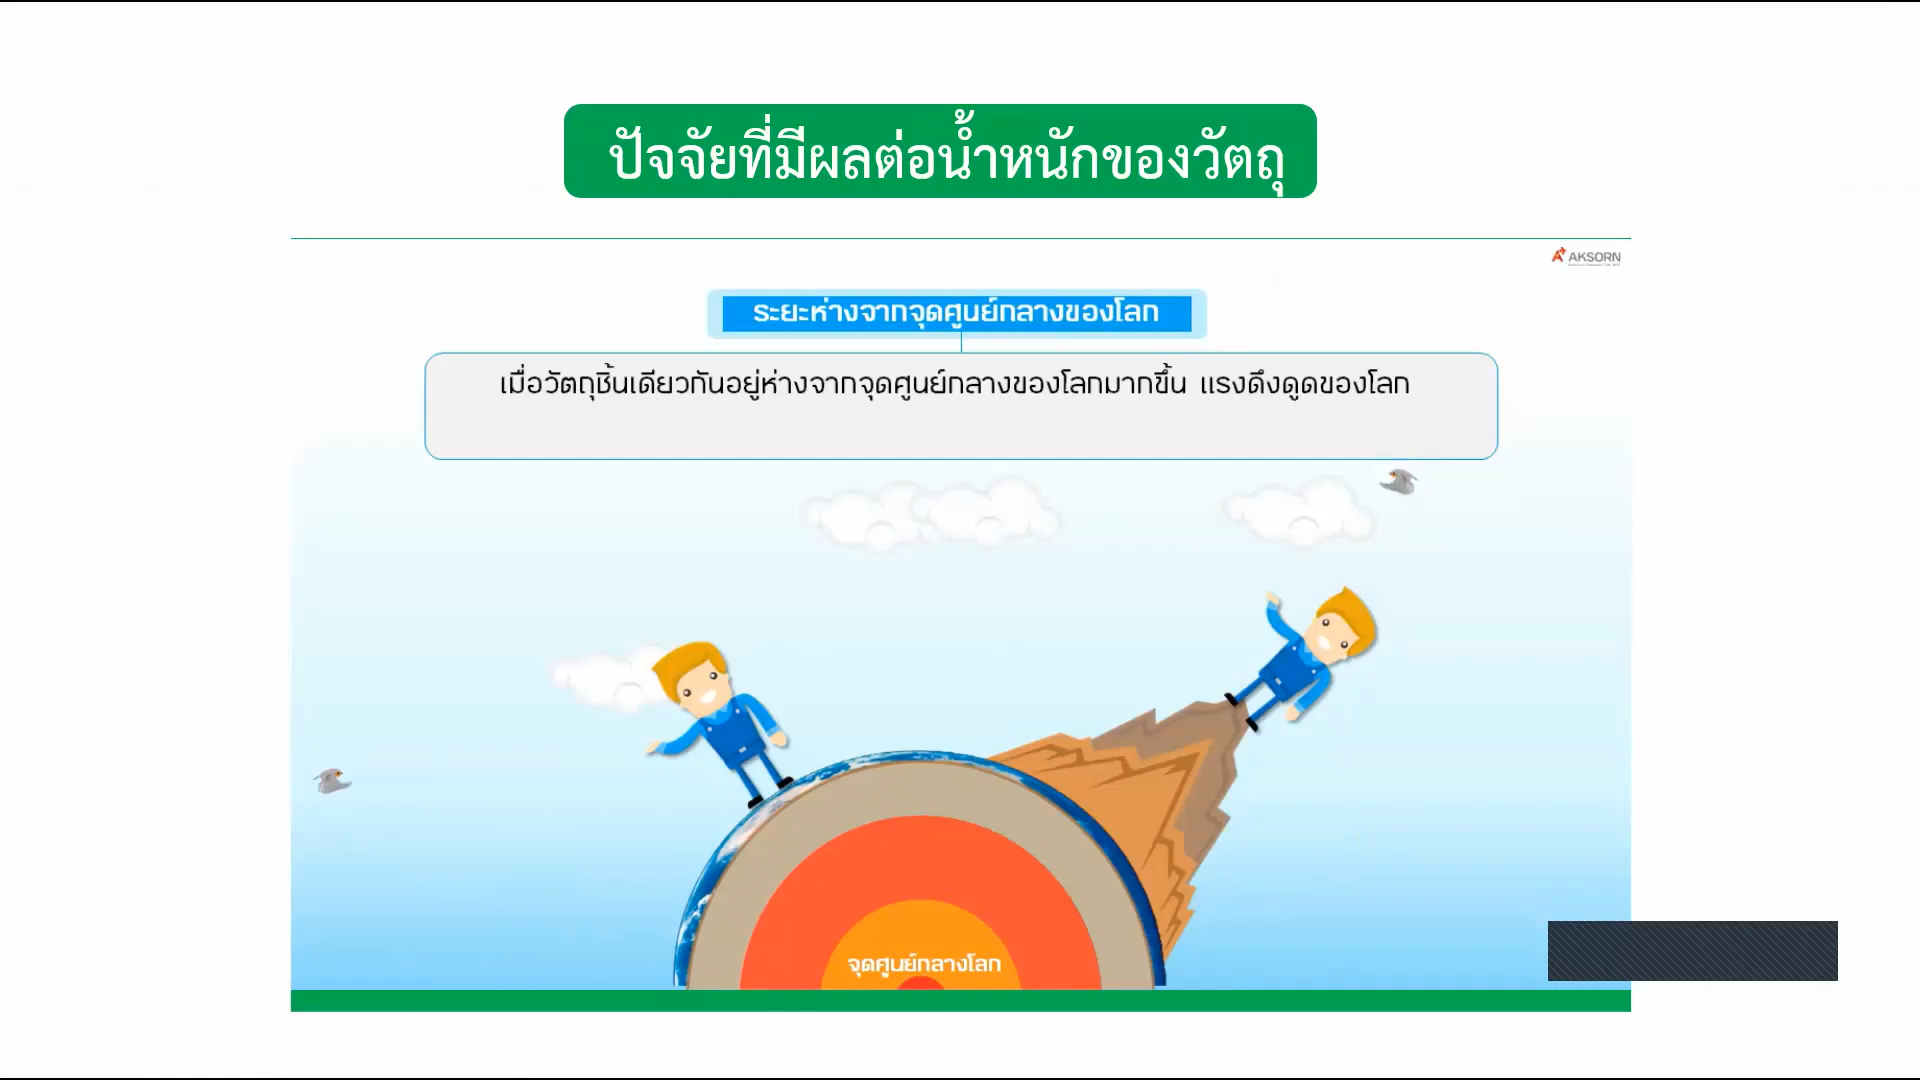 ปัจจัยที่มีผลต่อน้ำหนักของวัตถุ
AKSORN
ระยะห่างจากจุดศูนย์กลางของโลก
เมื่อวัตถุชิ้นเดียวกันอยู่ห่างจากจุดศูนย์กลางของโลกมากขึ้น แรงดึงดูดของโลก
จุดศูนย์กลางโลก